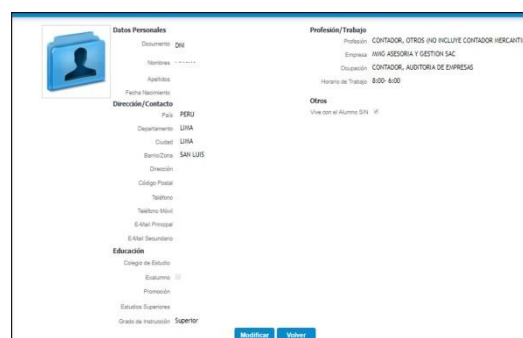 Datos Personales
Documento DNI
Nombres -------
Apellidos
Fecha Nacimiento
Dirección/Contacto
País PERU
Departamento LIMA
Ciudad LIMA
Barrio/Zona SAN LUIS
Dirección
Código Postal
Teléfono
Teléfono Móvil
E-Mail Principal
E-Mail Secundario
Educación
Colegio de Estudio
Exalumno
Promoción
Estudios Superiores
Grado de Instrucción Superior
Profesión/Trabajo
Profesión CONTADOR, OTROS (NO INCLUYE CONTADOR MERCANTI
Empresa MMG ASESORIA Y GESTION SAC
Ocupación CONTADOR, AUDITORIA DE EMPRESAS
Horario de Trabajo 8:00- 6:00
Otros
Vive con el Alumno S/N
Modificar Volver